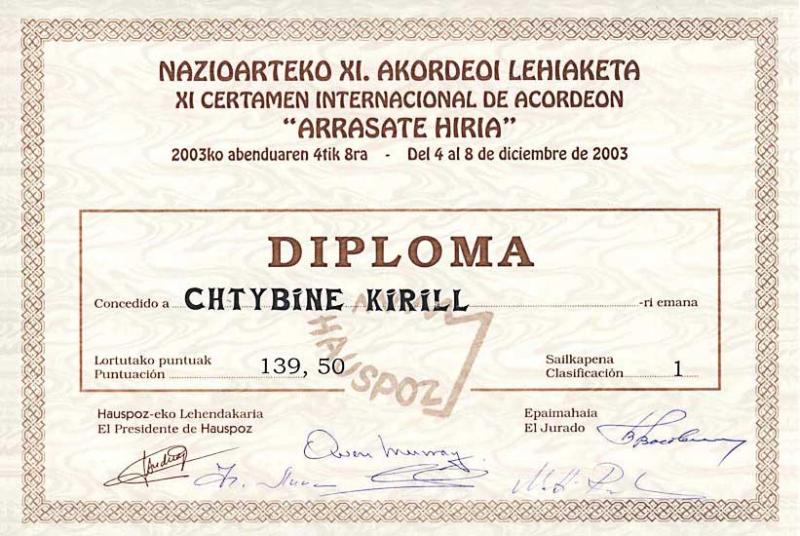 NAZIOARTEKO XI. AKORDEOI LEHIAKETA
XI CERTAMEN INTERNACIONAL DE ACORDEON
“ARRASATE HIRIA”
2003ko abenduaren 4tik 8ra - Del 4 al 8 de diciembre de 2003
DIPLOMA
Concedido a CHTYBINE KIRILL -ri emana
HAUSPOZ
Lortutako puntuak
Puntuación 139, 50
Sailkapena
Clasificación 1
Hauspoz-eko Lehendakaria
El Presidente de Hauspoz
Epaimahaia
El Jurado
Owen Murray